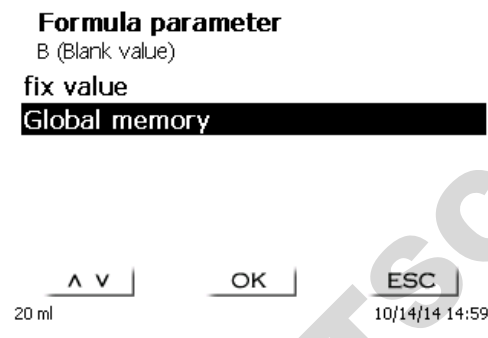 Formula parameter
B (Blank value)
fix value
Global memory
∧ ∨ OK ESC
20 ml 10/14/14 14:59